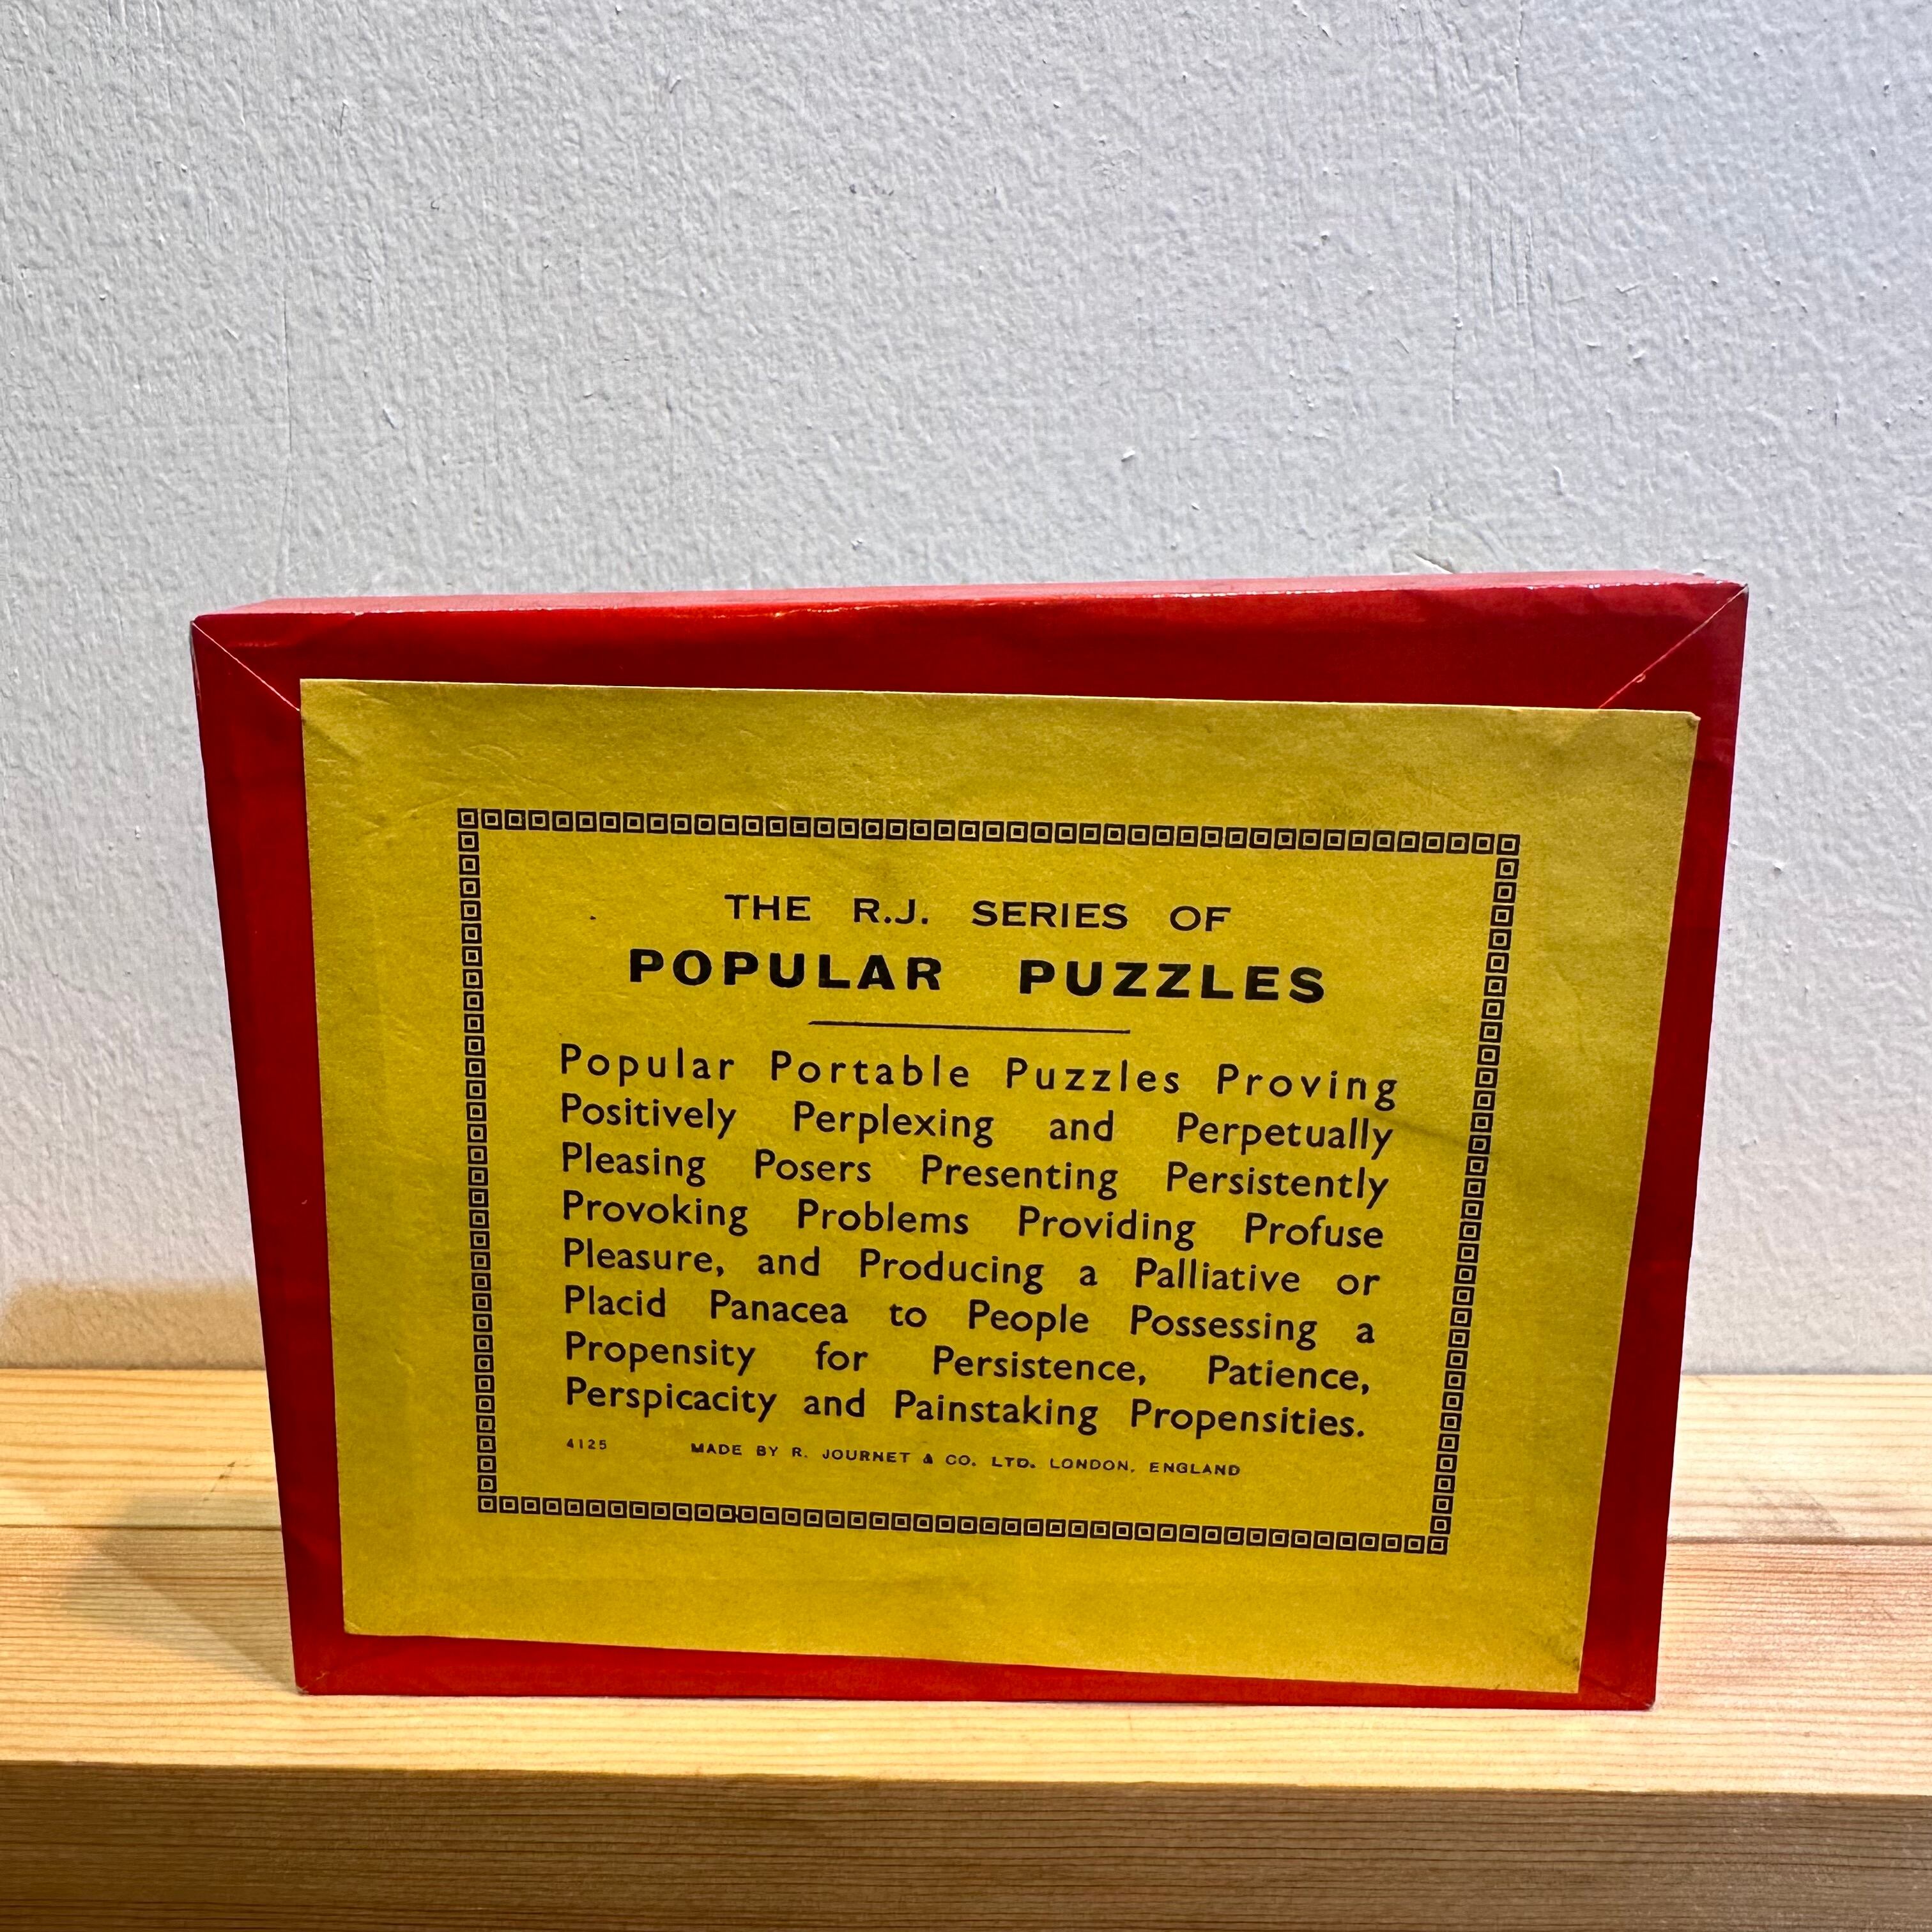 THE R.J. SERIES OF
POPULAR PUZZLES
Popular Portable Puzzles Proving
Positively Perplexing and Perpetually
Pleasing Posers Presenting Persistently
Provoking Problems Providing Profuse
Pleasure, and Producing a Palliative or
Placid Panacea to People Possessing a
Propensity for Persistence, Patience,
Perspicacity and Painstaking Propensities.
4125 MADE BY R. JOURNET & CO. LTD. LONDON, ENGLAND